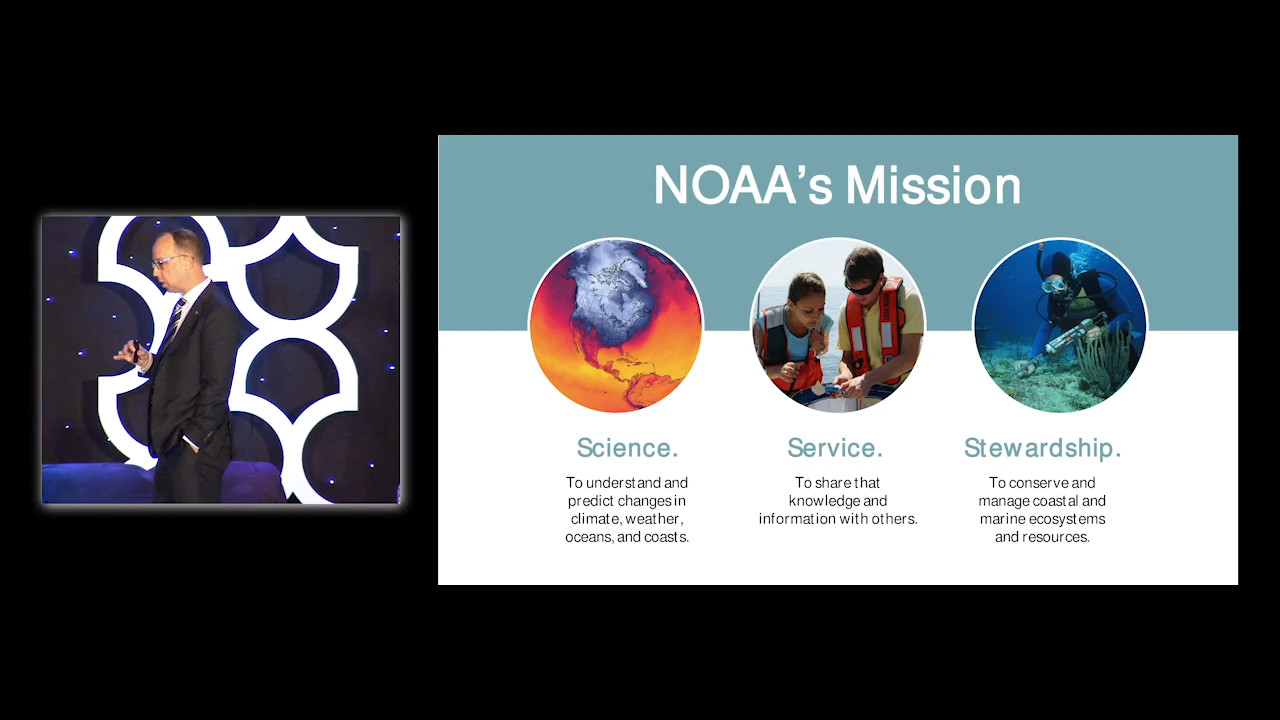 NOAA’s Mission
Science.
To understand and
predict changes in
climate, weather,
oceans, and coasts.
Service.
To share that
knowledge and
information with others.
Stewardship.
To conserve and
manage coastal and
marine ecosystems
and resources.